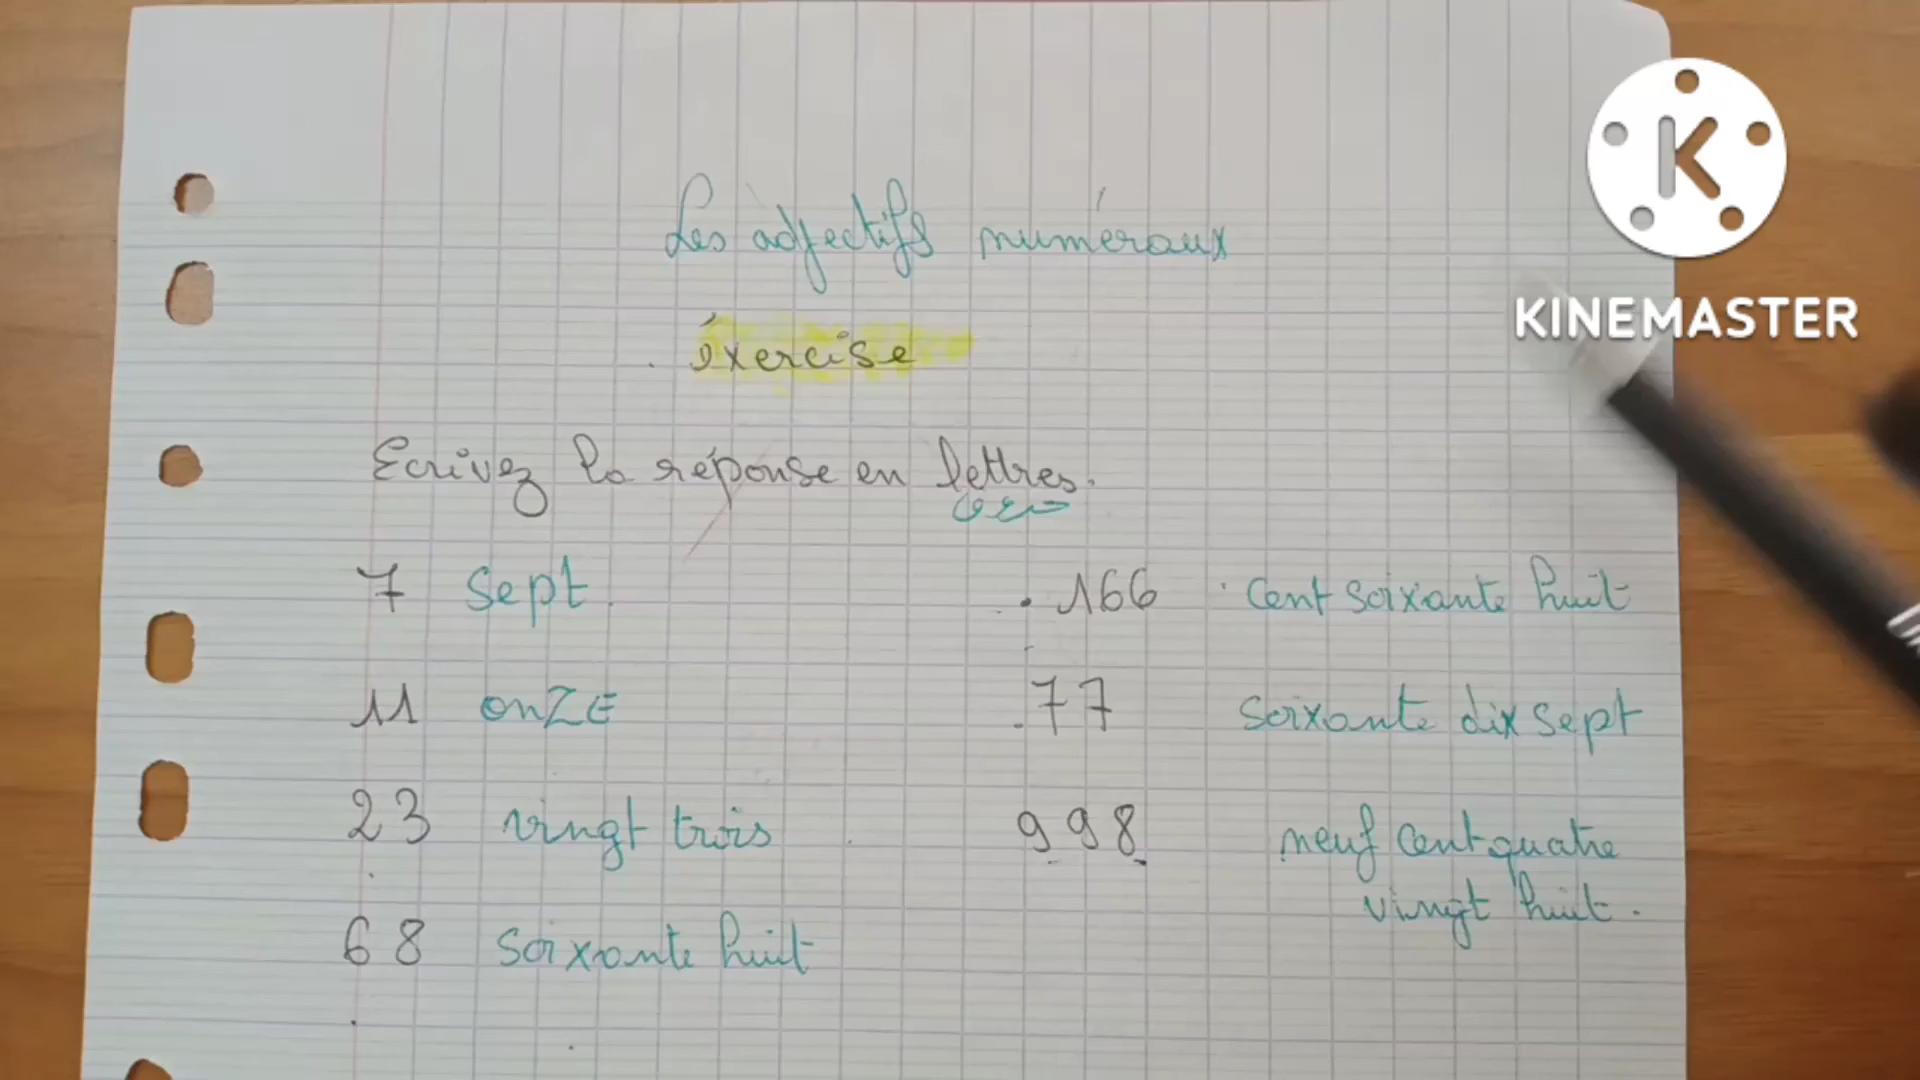 Les adjectifs numéraux
éxercise
Ecrivez la réponse en lettres.
7 sept
11 onZE
23 vingt trois
68 soixante huit
166 cent soixante huit
77 soixante dix sept
998 neuf cent quatre
vingt huit.
K
KINEMASTER